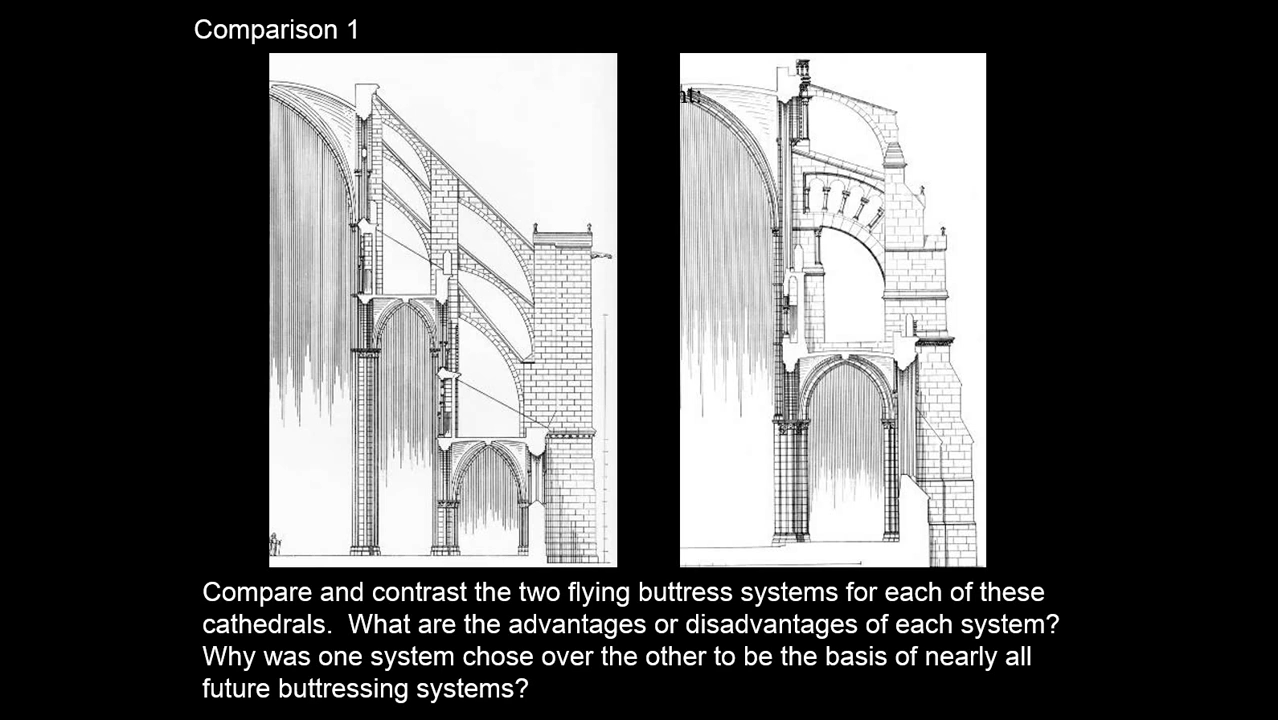 Comparison 1
Compare and contrast the two flying buttress systems for each of these
cathedrals.  What are the advantages or disadvantages of each system?
Why was one system chose over the other to be the basis of nearly all
future buttressing systems?